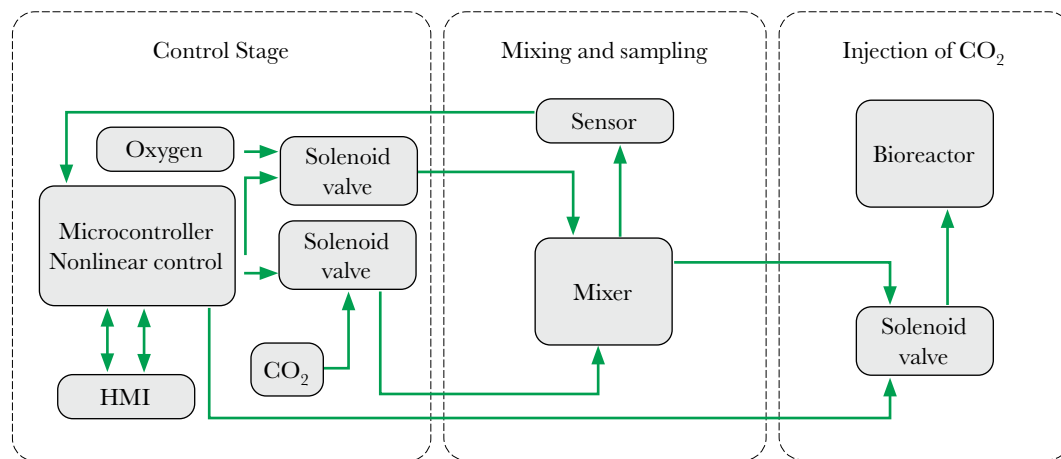 Control Stage
Mixing and sampling
Injection of CO₂
Sensor
Oxygen
Solenoid
valve
Bioreactor
Microcontroller
Nonlinear control
Solenoid
valve
Mixer
Solenoid
valve
CO₂
HMI